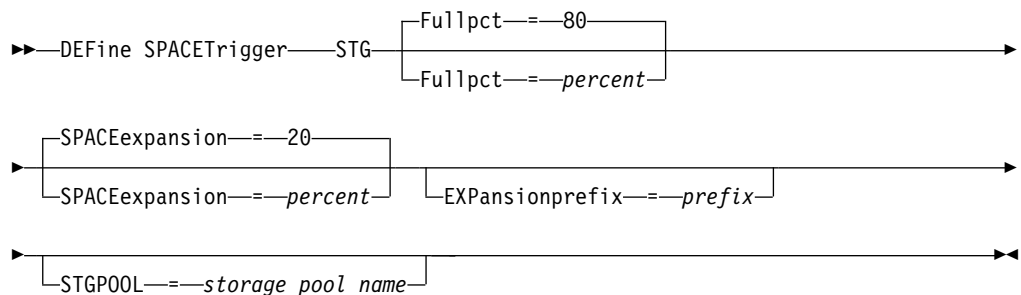 Fullpct = 80
DEFine SPACETrigger STG
Fullpct = percent
SPACEexpansion = 20
SPACEexpansion = percent
EXPansionprefix = prefix
STGPOOL = storage pool name